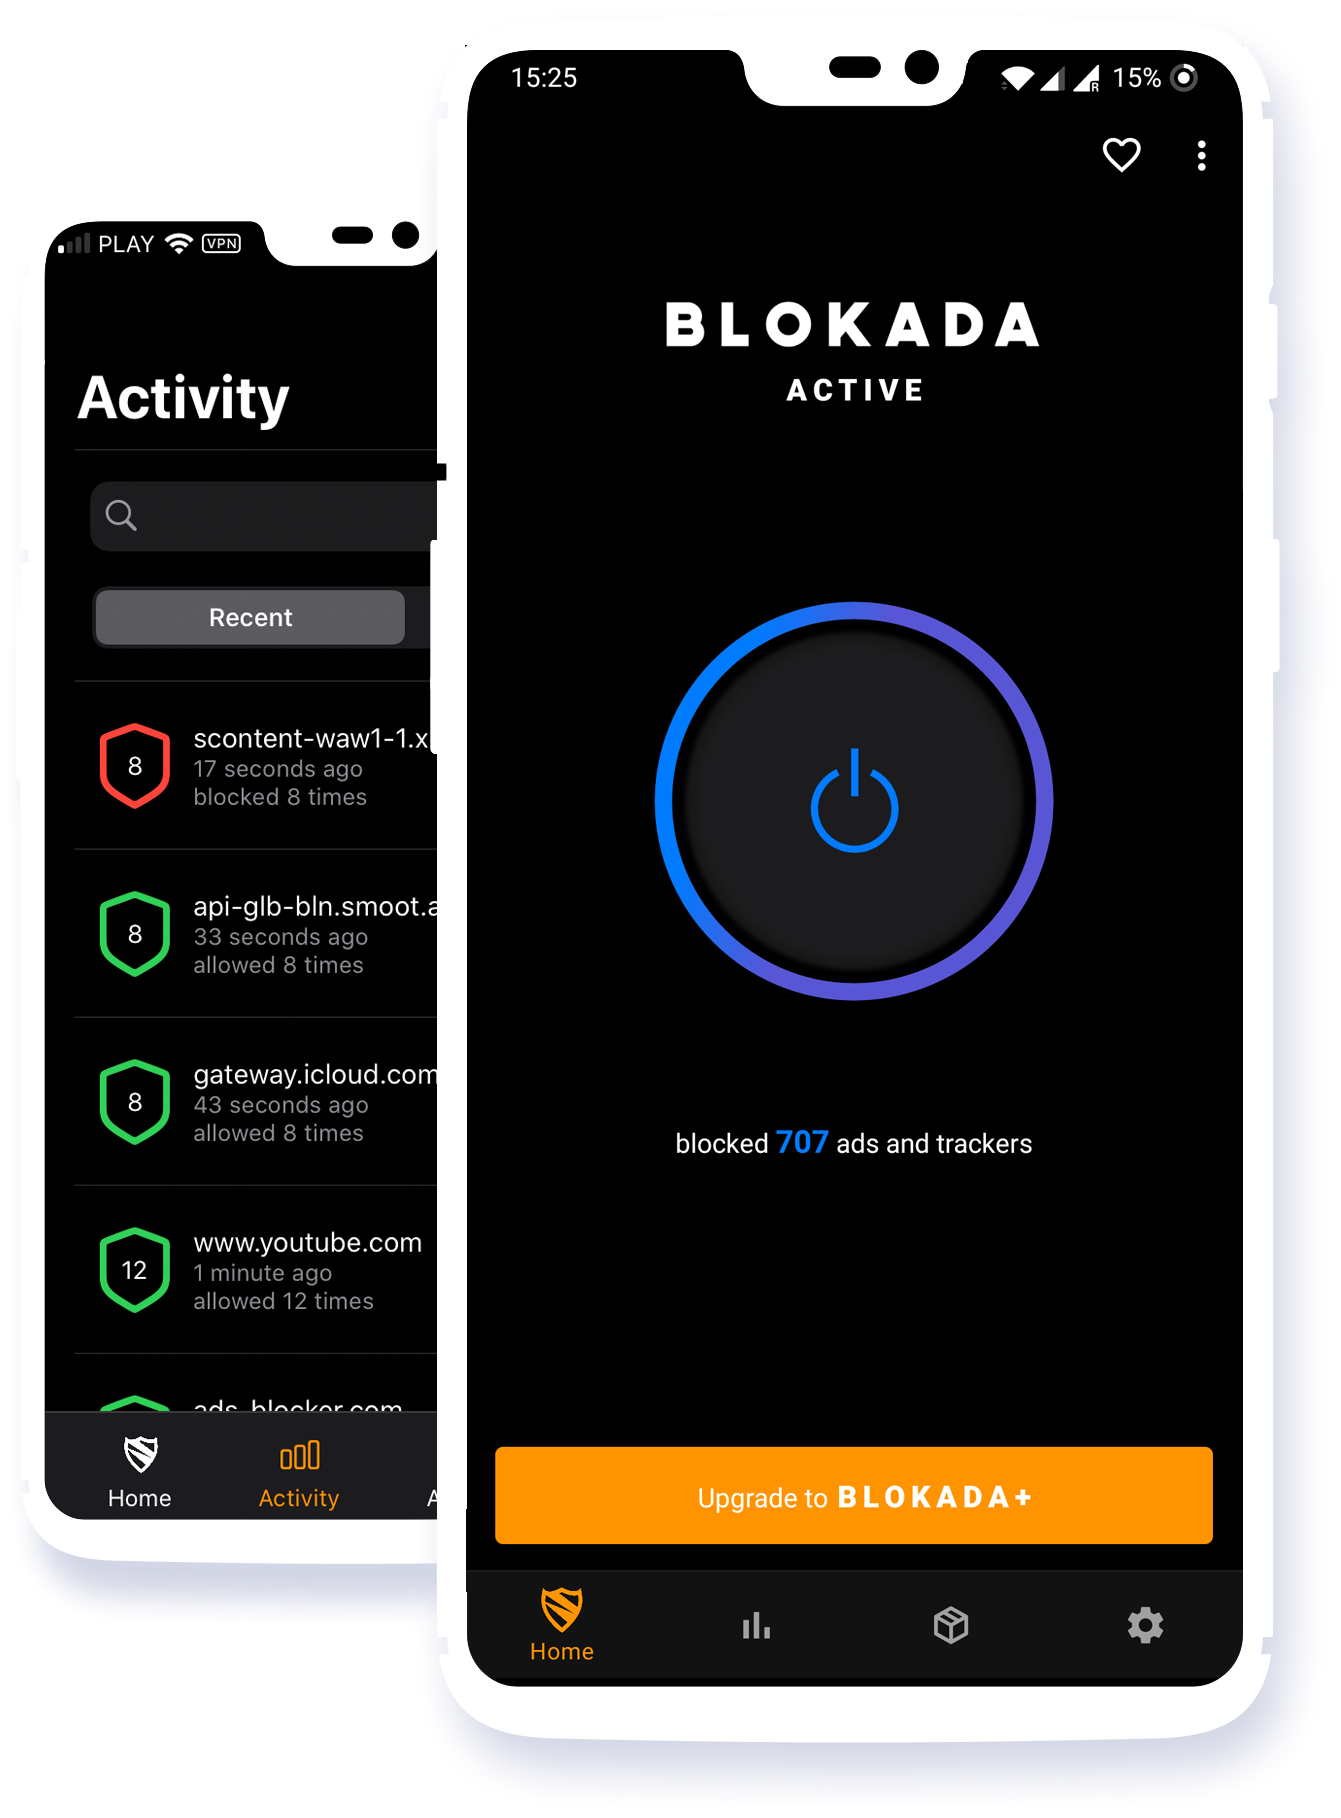 PLAY VPN
Activity
Recent
8
scontent-waw1-1.x
17 seconds ago
blocked 8 times
8
api-glb-bln.smoot.a
33 seconds ago
allowed 8 times
8
gateway.icloud.com
43 seconds ago
allowed 8 times
12
www.youtube.com
1 minute ago
allowed 12 times
ads-blocker.com
Home
Activity
A
15:25
R 15%
BLOKADA
ACTIVE
blocked 707 ads and trackers
Upgrade to BLOKADA+
Home